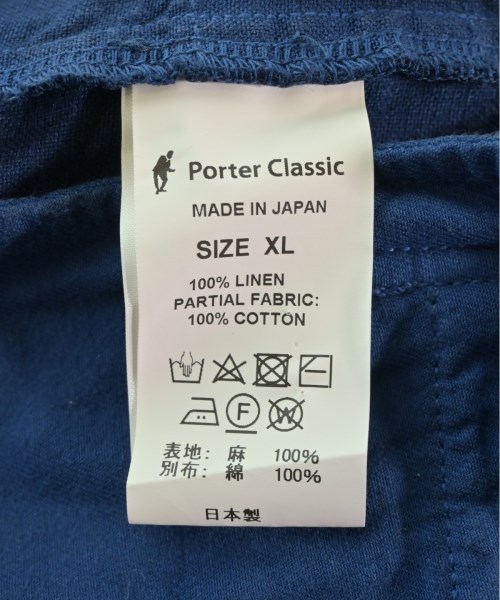 Porter Classic
MADE IN JAPAN
SIZE XL
100% LINEN
PARTIAL FABRIC:
100% COTTON
F W
表地: 麻 100%
別布: 綿 100%
日本製